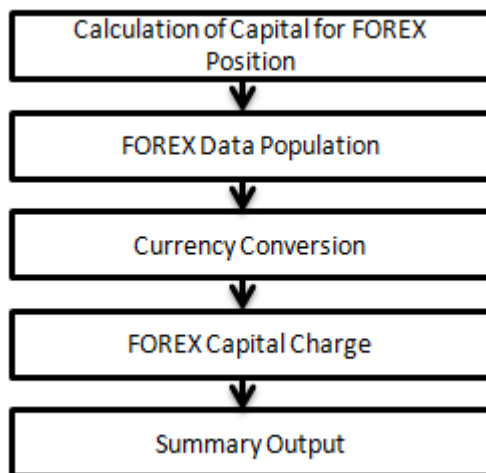 Calculation of Capital for FOREX
Position
FOREX Data Population
Currency Conversion
FOREX Capital Charge
Summary Output